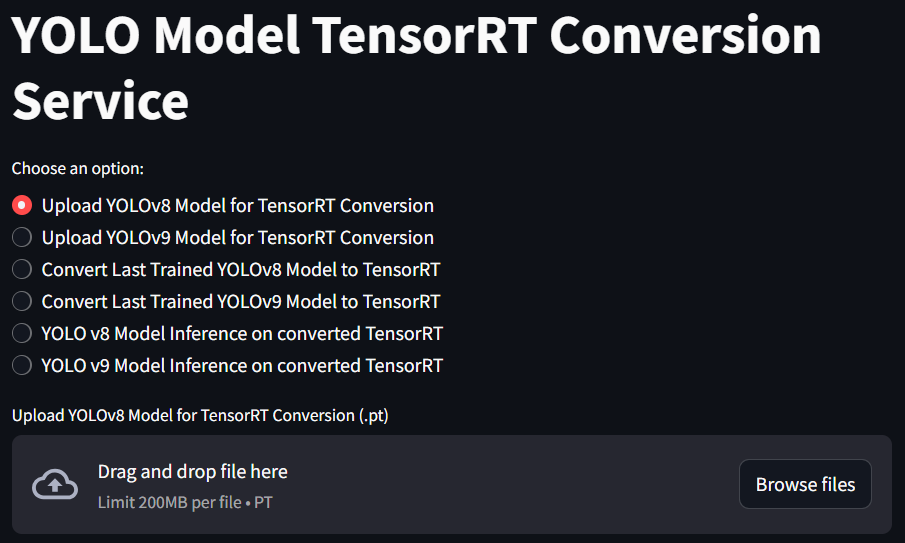 YOLO Model TensorRT Conversion
Service
Choose an option:
Upload YOLOv8 Model for TensorRT Conversion
Upload YOLOv9 Model for TensorRT Conversion
Convert Last Trained YOLOv8 Model to TensorRT
Convert Last Trained YOLOv9 Model to TensorRT
YOLO v8 Model Inference on converted TensorRT
YOLO v9 Model Inference on converted TensorRT
Upload YOLOv8 Model for TensorRT Conversion (.pt)
Drag and drop file here
Limit 200MB per file • PT
Browse files